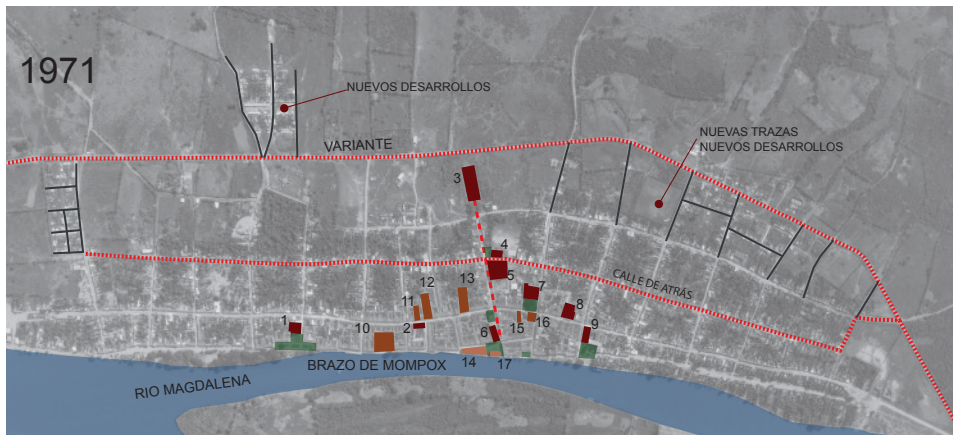 1971
NUEVOS DESARROLLOS
VARIANTE
NUEVAS TRAZAS
NUEVOS DESARROLLOS
3
4
5
CALLE DE ATRÁS
13
12
11
7
8
1
2
10
6
15
16
9
14
17
BRAZO DE MOMPOX
RIO MAGDALENA